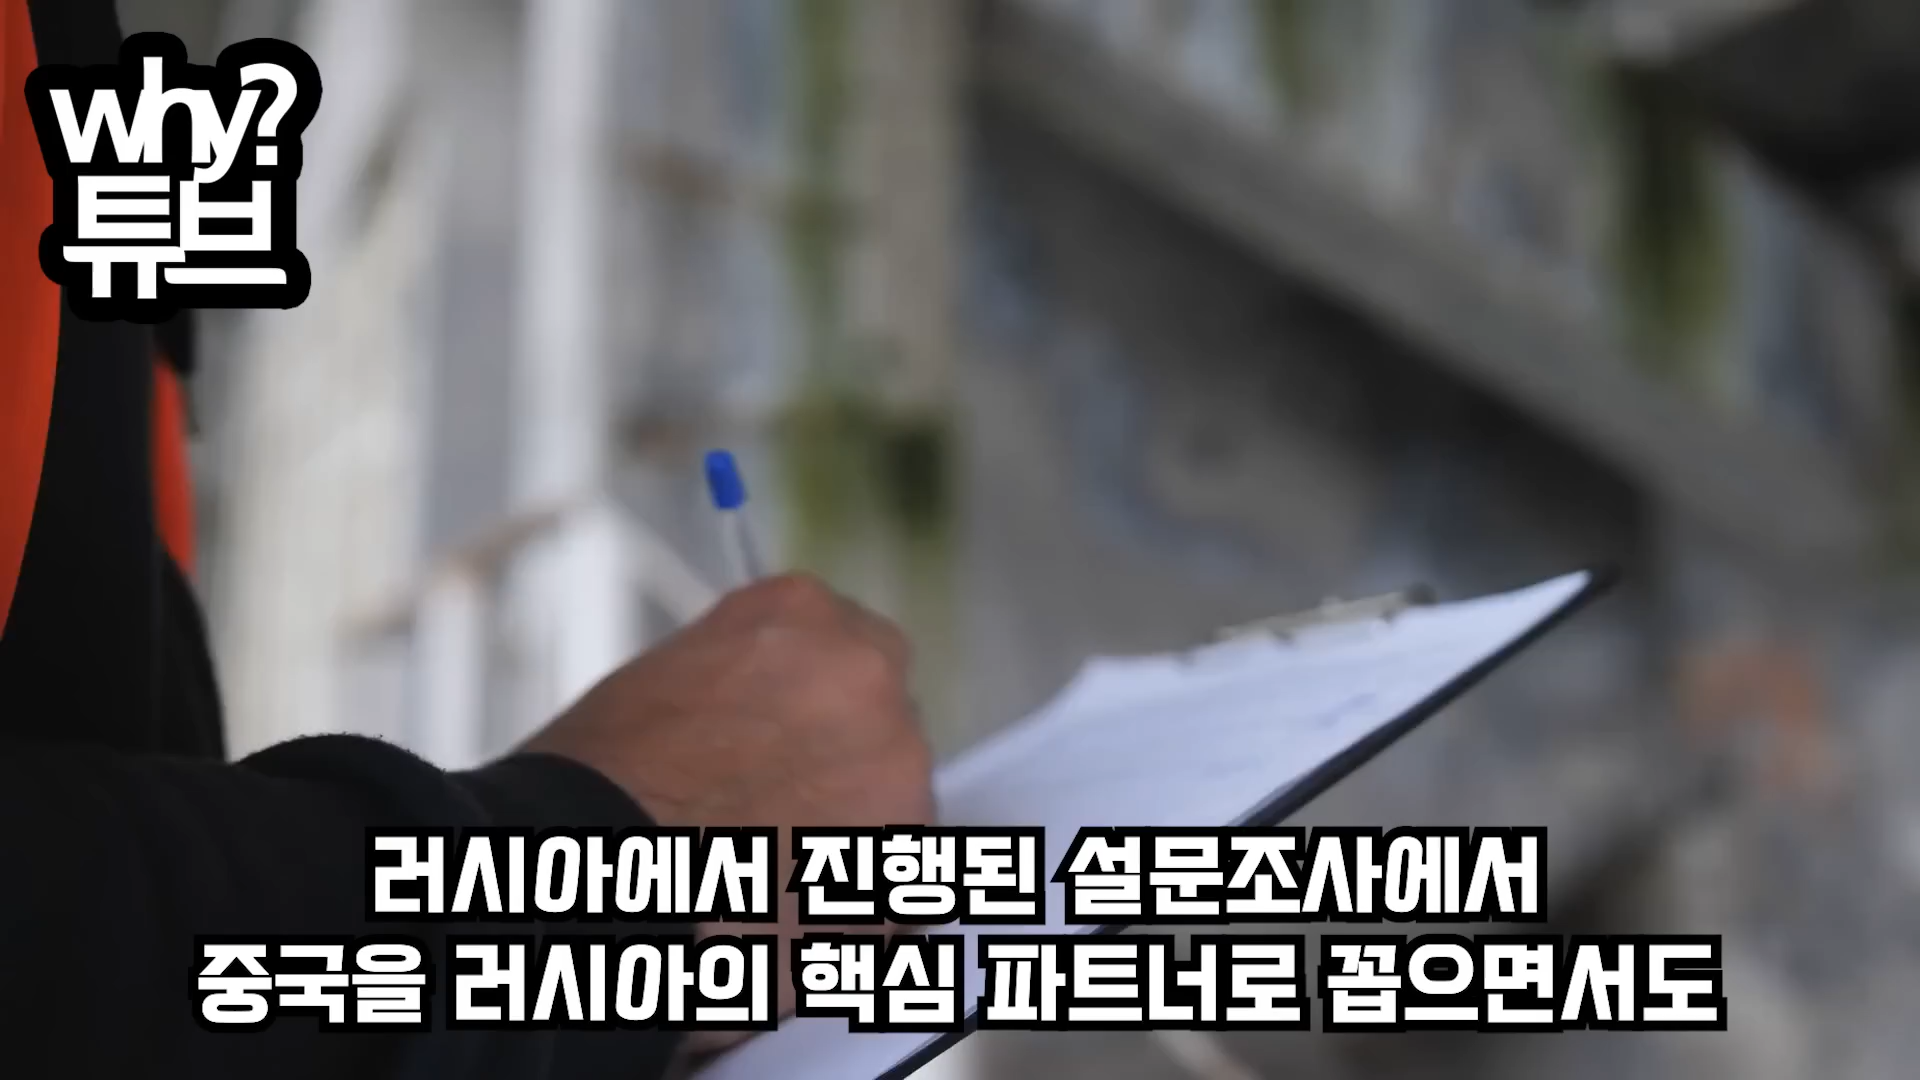 why?
튜브
러시아에서 진행된 설문조사에서
중국을 러시아의 핵심 파트너로 꼽으면서도